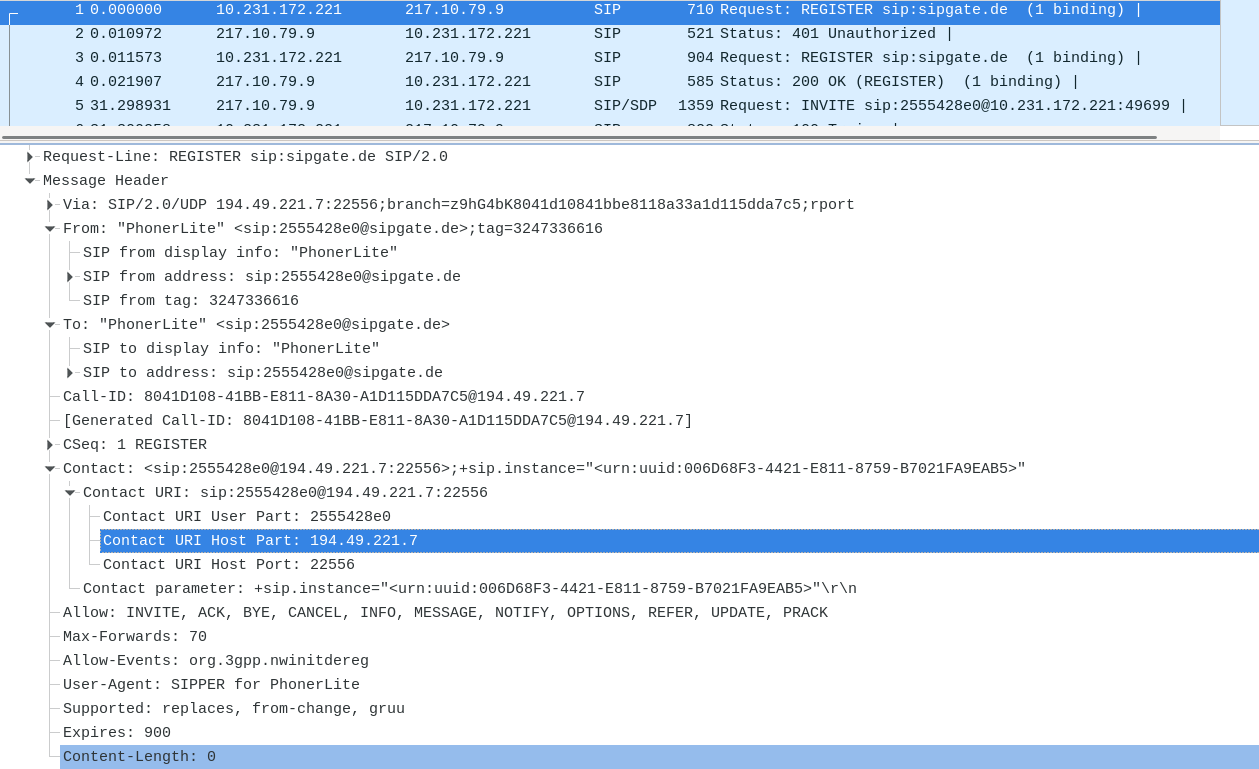 1 0.000000 10.231.172.221 217.10.79.9 SIP 710 Request: REGISTER sip:sipgate.de (1 binding) |
2 0.010972 217.10.79.9 10.231.172.221 SIP 521 Status: 401 Unauthorized |
3 0.011573 10.231.172.221 217.10.79.9 SIP 904 Request: REGISTER sip:sipgate.de (1 binding) |
4 0.021907 217.10.79.9 10.231.172.221 SIP 585 Status: 200 OK (REGISTER) (1 binding) |
5 31.298931 217.10.79.9 10.231.172.221 SIP/SDP 1359 Request: INVITE sip:2555428e0@10.231.172.221:49699 |
Request-Line: REGISTER sip:sipgate.de SIP/2.0
Message Header
Via: SIP/2.0/UDP 194.49.221.7:22556;branch=z9hG4bK8041d10841bbe8118a33a1d115dda7c5;rport
From: "PhonerLite" <sip:2555428e0@sipgate.de>;tag=3247336616
SIP from display info: "PhonerLite"
SIP from address: sip:2555428e0@sipgate.de
SIP from tag: 3247336616
To: "PhonerLite" <sip:2555428e0@sipgate.de>
SIP to display info: "PhonerLite"
SIP to address: sip:2555428e0@sipgate.de
Call-ID: 8041D108-41BB-E811-8A30-A1D115DDA7C5@194.49.221.7
[Generated Call-ID: 8041D108-41BB-E811-8A30-A1D115DDA7C5@194.49.221.7]
CSeq: 1 REGISTER
Contact: <sip:2555428e0@194.49.221.7:22556>;+sip.instance="<urn:uuid:006D68F3-4421-E811-8759-B7021FA9EAB5>"
Contact URI: sip:2555428e0@194.49.221.7:22556
Contact URI User Part: 2555428e0
Contact URI Host Part: 194.49.221.7
Contact URI Host Port: 22556
Contact parameter: +sip.instance="<urn:uuid:006D68F3-4421-E811-8759-B7021FA9EAB5>"\r\n
Allow: INVITE, ACK, BYE, CANCEL, INFO, MESSAGE, NOTIFY, OPTIONS, REFER, UPDATE, PRACK
Max-Forwards: 70
Allow-Events: org.3gpp.nwinitdereg
User-Agent: SIPPER for PhonerLite
Supported: replaces, from-change, gruu
Expires: 900
Content-Length: 0